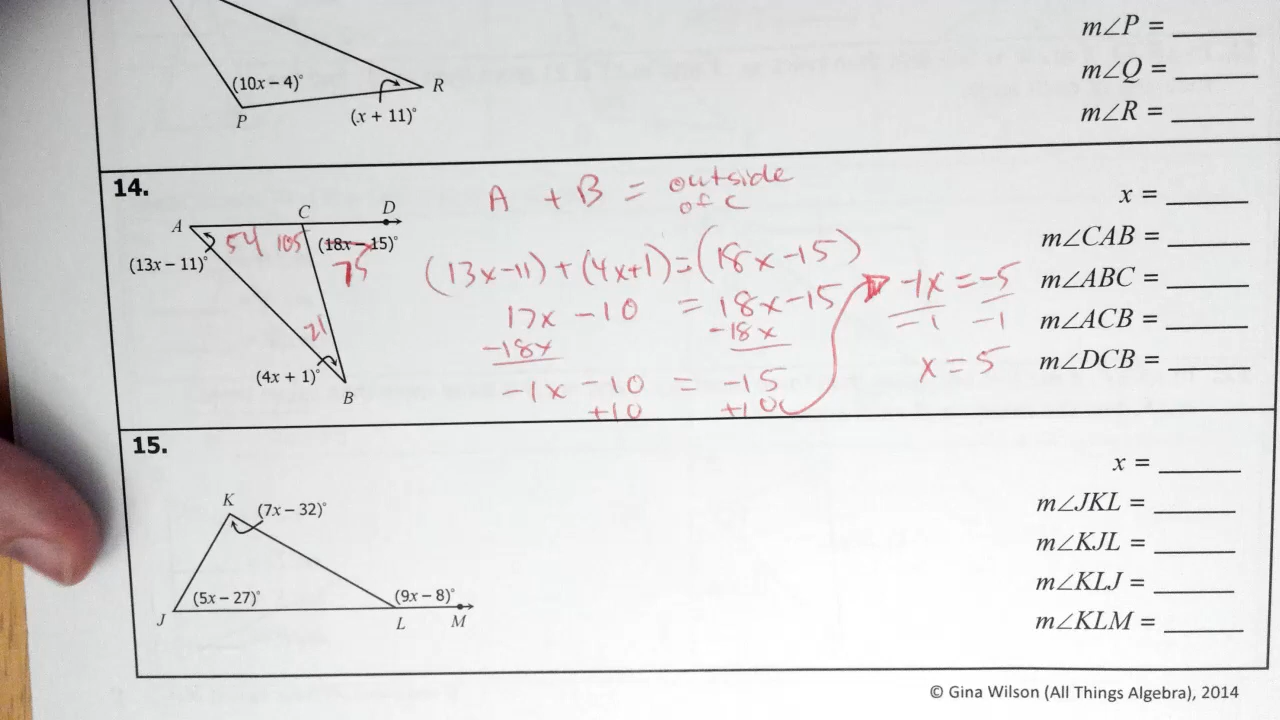 m∠P = ______
m∠Q = ______
m∠R = ______
(10x – 4)°
R
P
(x + 11)°
14.
A + B = outside
of C
x = ______
m∠CAB = ______
m∠ABC = ______
m∠ACB = ______
m∠DCB = ______
A
C
D
54 105
(18x – 15)°
75
(13x – 11)°
21
(4x + 1)°
B
(13x-11) + (4x+1) = (18x-15)
17x - 10 = 18x-15
-18x -18x
-1x -10 = -15
+10 +10
-1x = -5
-1 -1
x = 5
15.
K
(7x – 32)°
(5x – 27)°
(9x – 8)°
J
L
M
x = ______
m∠JKL = ______
m∠KJL = ______
m∠KLJ = ______
m∠KLM = ______
© Gina Wilson (All Things Algebra), 2014